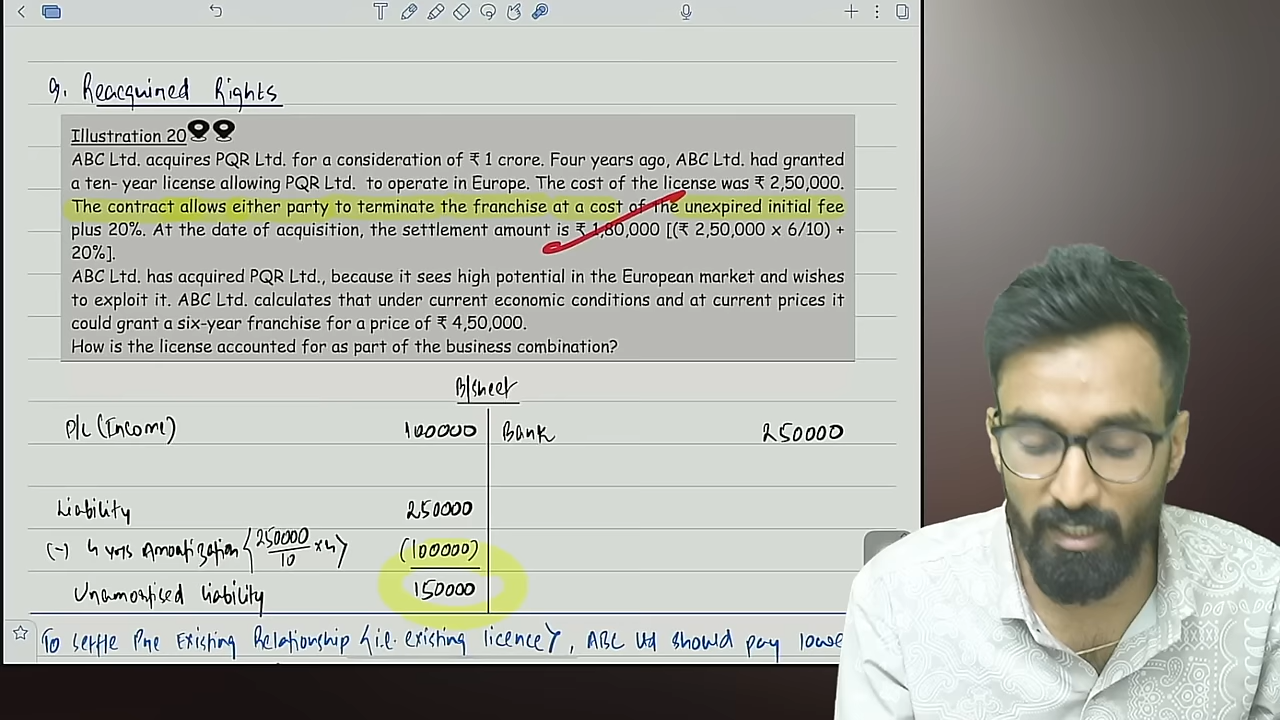 9. Reacquired Rights
Illustration 20
ABC Ltd. acquires PQR Ltd. for a consideration of ₹ 1 crore. Four years ago, ABC Ltd. had granted
a ten- year license allowing PQR Ltd. to operate in Europe. The cost of the license was ₹ 2,50,000.
The contract allows either party to terminate the franchise at a cost of the unexpired initial fee
plus 20%. At the date of acquisition, the settlement amount is ₹ 1,80,000 [(₹ 2,50,000 x 6/10) +
20%].
ABC Ltd. has acquired PQR Ltd., because it sees high potential in the European market and wishes
to exploit it. ABC Ltd. calculates that under current economic conditions and at current prices it
could grant a six-year franchise for a price of ₹ 4,50,000.
How is the license accounted for as part of the business combination?
B/sheet
P/L (Income) 100000 Bank 250000
Liability 250000
(-) 4 yrs Amortization {250000/10 x 4} (100000)
Unamortised liability 150000
To settle Pre Existing Relationship {i.e. existing licence}, ABC Ltd should pay lowe